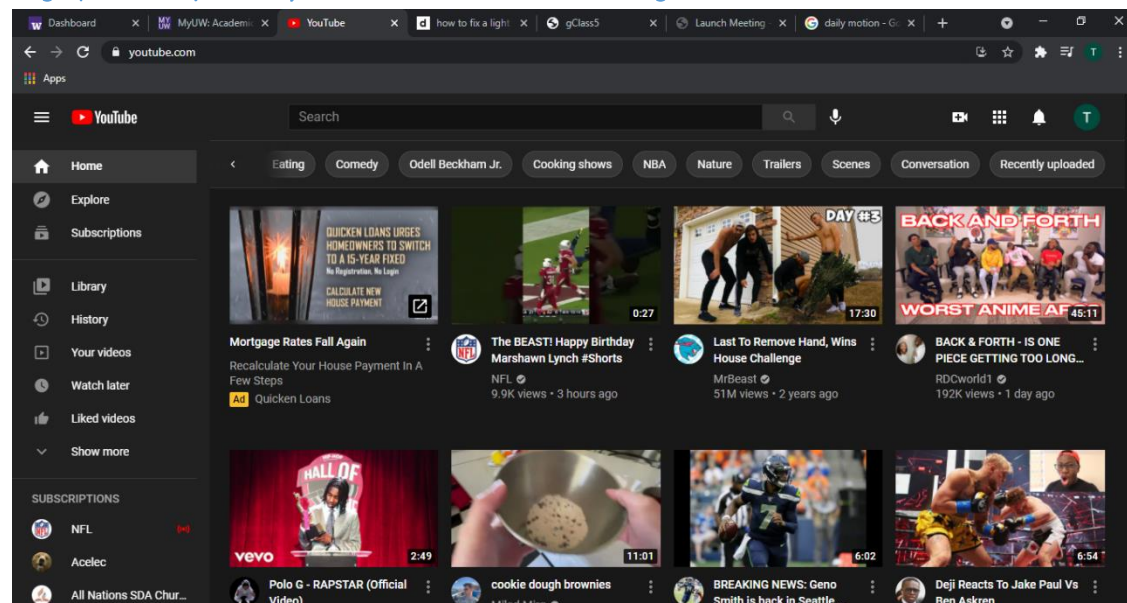 Dashboard
MyUW: Academic
YouTube
how to fix a light
gClass5
Launch Meeting -
daily motion - Go
youtube.com
Apps
YouTube
Search
T
Home
Explore
Subscriptions
Library
History
Your videos
Watch later
Liked videos
Show more
SUBSCRIPTIONS
NFL
Acelec
All Nations SDA Chur...
Eating Comedy Odell Beckham Jr. Cooking shows NBA Nature Trailers Scenes Conversation Recently uploaded
QUICKEN LOANS URGES
HOMEOWNERS TO SWITCH
TO A 15-YEAR FIXED
No Registration, No Login
CALCULATE NEW
HOUSE PAYMENT
Mortgage Rates Fall Again
Recalculate Your House Payment In A
Few Steps
Ad Quicken Loans
0:27
The BEAST! Happy Birthday
Marshawn Lynch #Shorts
NFL
9.9K views • 3 hours ago
DAY #3
17:30
Last To Remove Hand, Wins
House Challenge
MrBeast
51M views • 2 years ago
BACK AND FORTH
WORST ANIME AF
45:11
BACK & FORTH - IS ONE
PIECE GETTING TOO LONG...
RDCworld1
192K views • 1 day ago
HALL OF
vevo
2:49
Polo G - RAPSTAR (Official
Video)
11:01
cookie dough brownies
6:02
BREAKING NEWS: Geno
Smith is back in Seattle
6:54
Deji Reacts To Jake Paul Vs
Ben Askren